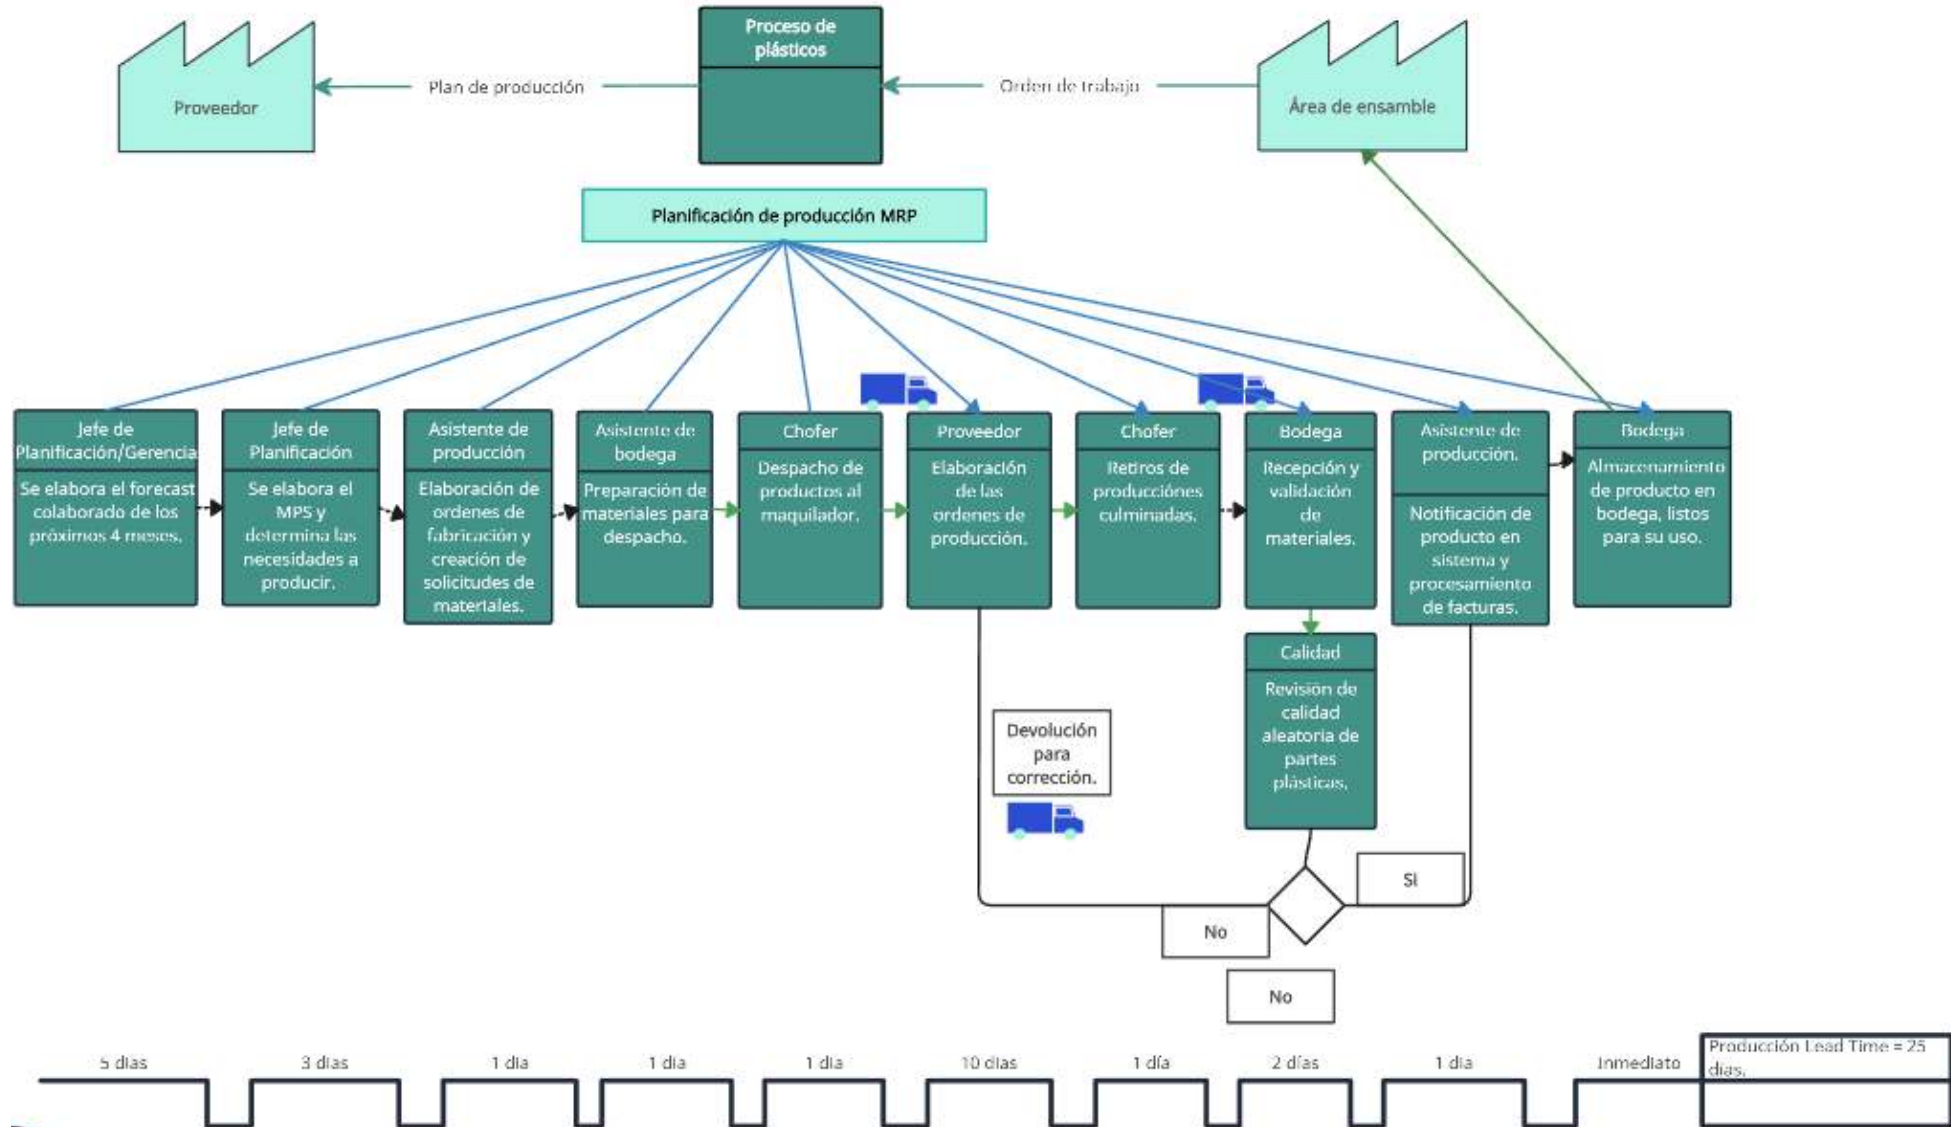 Proceso de
plásticos
Proveedor
Plan de producción
Orden de trabajo
Área de ensamble
Planificación de producción MRP
Jefe de
Planificación/Gerencia
Se elabora el forecast
colaborado de los
próximos 4 meses.
Jefe de
Planificación
Se elabora el
MPS y
determina las
necesidades a
producir.
Asistente de
producción
Elaboración de
ordenes de
fabricación y
creación de
solicitudes de
materiales.
Asistente de
bodega
Preparación de
materiales para
despacho.
Chofer
Despacho de
productos al
maquilador.
Proveedor
Elaboración
de las
ordenes de
producción.
Chofer
Retiros de
producciónes
culminadas.
Bodega
Recepción y
validación
de
materiales.
Asistente de
producción.
Notificación de
producto en
sistema y
procesamiento
de facturas.
Bodega
Almacenamiento
de producto en
bodega, listos
para su uso.
Calidad
Revisión de
calidad
aleatoria de
partes
plásticas.
Devolución
para
corrección.
Si
No
No
5 días
3 días
1 día
1 día
1 día
10 días
1 día
2 días
1 día
Inmediato
Producción Lead Time = 25
días.